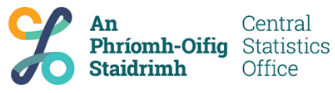 An
Phríomh-Oifig
Staidrimh
Central
Statistics
Office